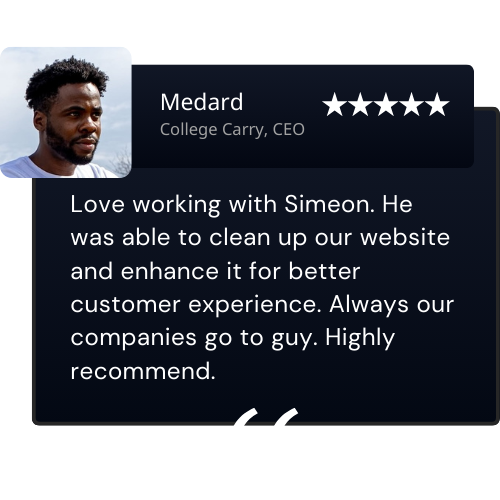 Medard
★★★★★
College Carry, CEO
Love working with Simeon. He
was able to clean up our website
and enhance it for better
customer experience. Always our
companies go to guy. Highly
recommend.
“